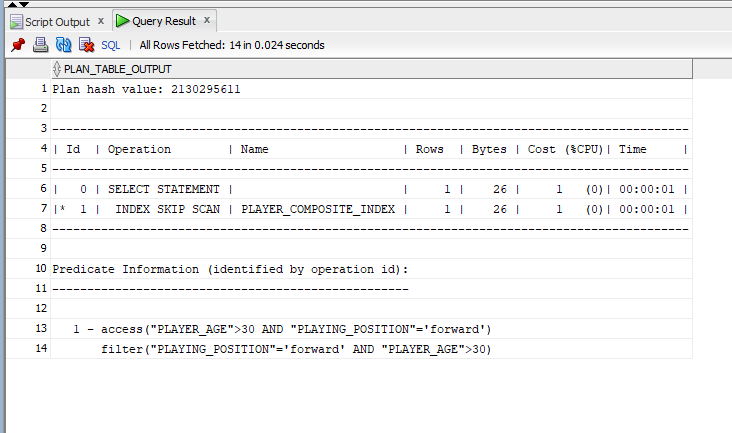 Script Output x Query Result x
SQL | All Rows Fetched: 14 in 0.024 seconds
PLAN_TABLE_OUTPUT
1 Plan hash value: 2130295611
2
3 -------------------------------------------------------------------------------------------
4 | Id | Operation | Name | Rows | Bytes | Cost (%CPU)| Time |
5 -------------------------------------------------------------------------------------------
6 | 0 | SELECT STATEMENT | | 1 | 26 | 1 (0)| 00:00:01 |
7 |* 1 | INDEX SKIP SCAN | PLAYER_COMPOSITE_INDEX | 1 | 26 | 1 (0)| 00:00:01 |
8 -------------------------------------------------------------------------------------------
9
10 Predicate Information (identified by operation id):
11 ---------------------------------------------------
12
13 1 - access("PLAYER_AGE">30 AND "PLAYING_POSITION"='forward')
14 filter("PLAYING_POSITION"='forward' AND "PLAYER_AGE">30)